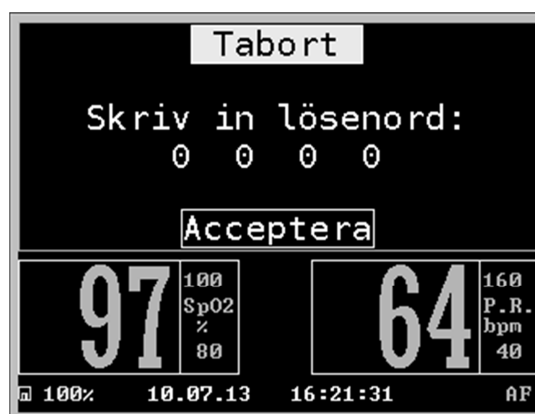 Tabort
Skriv in lösenord:
0 0 0 0
Acceptera
97 100 SpO2 % 80
64 160 P.R. bpm 40
100% 10.07.13 16:21:31 AF